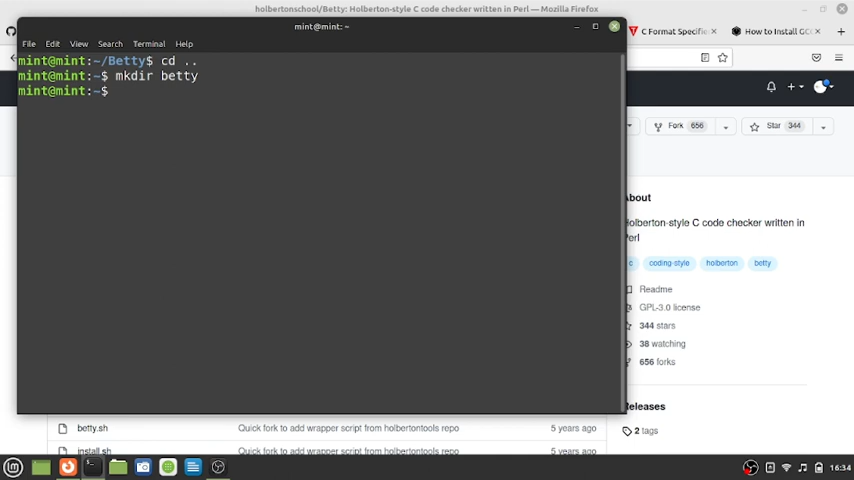 holbertonschool/Betty: Holberton-style C code checker written in Perl — Mozilla Firefox
mint@mint: ~
C Format Specifie
How to Install GC
File Edit View Search Terminal Help
mint@mint:~/Betty$ cd ..
mint@mint:~$ mkdir betty
mint@mint:~$
Fork 656
Star 344
About
Holberton-style C code checker written in
Perl
c coding-style holberton betty
Readme
GPL-3.0 license
344 stars
38 watching
656 forks
Releases
2 tags
betty.sh Quick fork to add wrapper script from holbertontools repo 5 years ago
install.sh Quick fork to add wrapper script from holbertontools repo 5 years ago
16:34